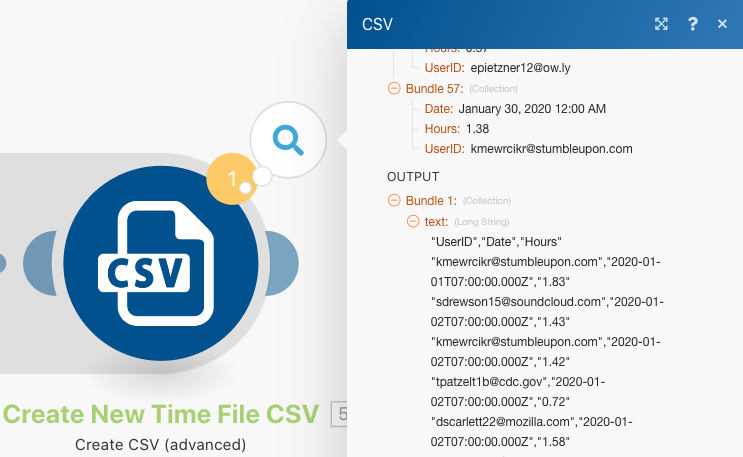 CSV
?
UserID: epietzner12@ow.ly
Bundle 57: (Collection)
Date: January 30, 2020 12:00 AM
Hours: 1.38
UserID: kmewrcikr@stumbleupon.com
OUTPUT
Bundle 1: (Collection)
text: (Long String)
"UserID","Date","Hours"
"kmewrcikr@stumbleupon.com","2020-01-
01T07:00:00.000Z","1.83"
"sdrewson15@soundcloud.com","2020-01-
02T07:00:00.000Z","1.43"
"kmewrcikr@stumbleupon.com","2020-01-
02T07:00:00.000Z","1.42"
"tpatzelt1b@cdc.gov","2020-01-
02T07:00:00.000Z","0.72"
"dscarlett22@mozilla.com","2020-01-
02T07:00:00.000Z","1.58"
1
CSV
Create New Time File CSV 5
Create CSV (advanced)